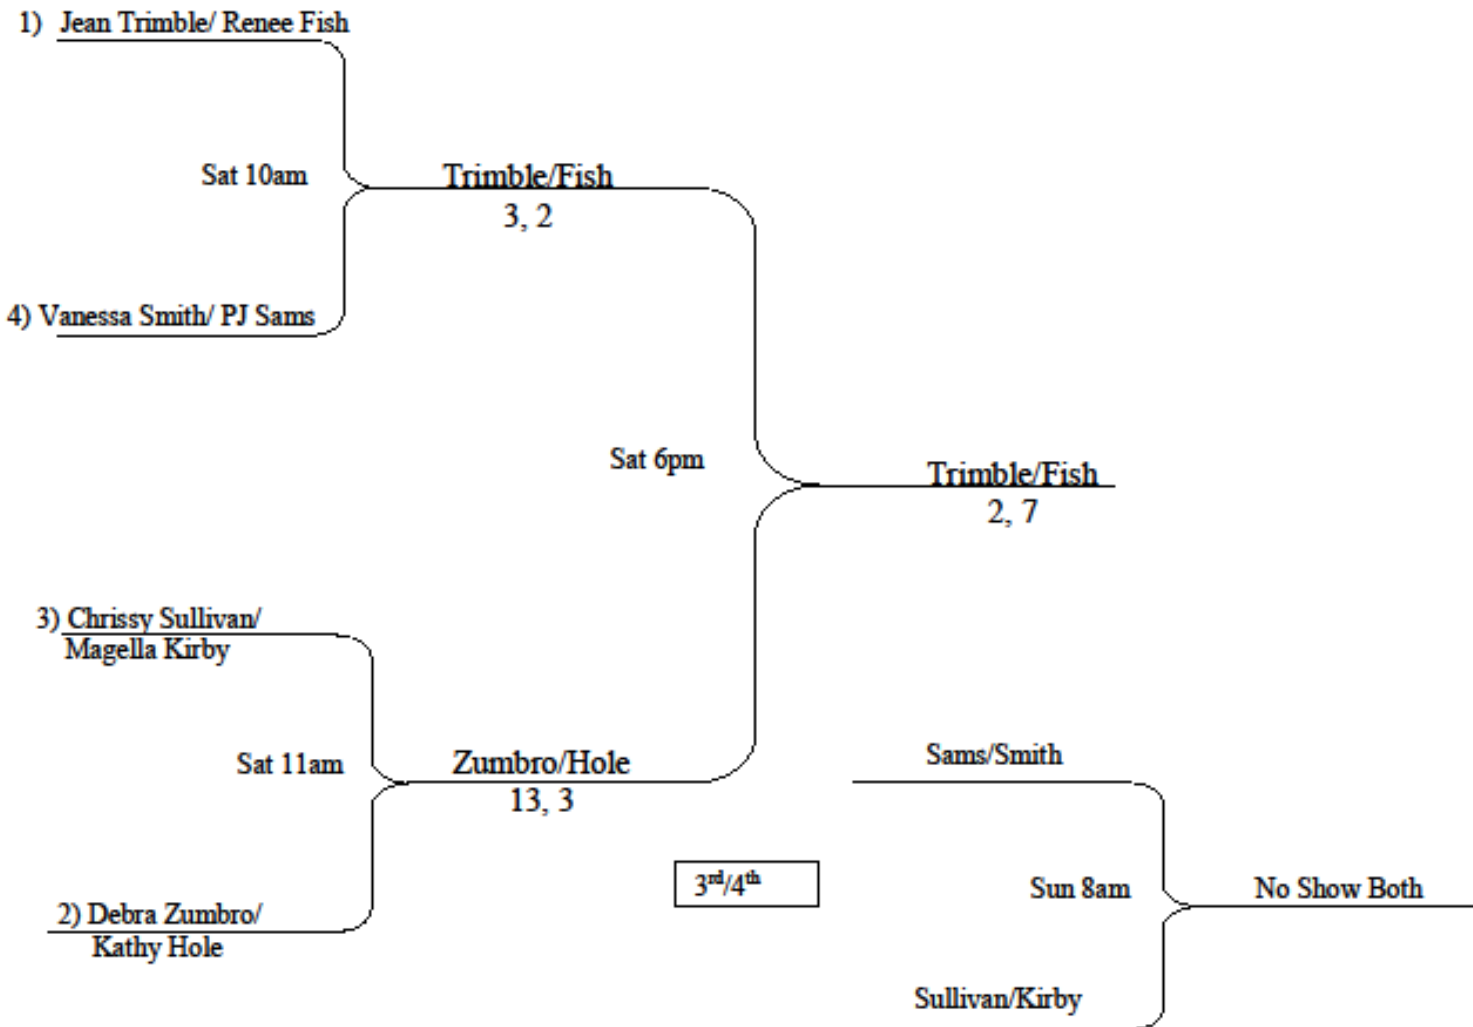 1) Jean Trimble/ Renee Fish
Sat 10am
Trimble/Fish
3, 2
4) Vanessa Smith/ PJ Sams
Sat 6pm
Trimble/Fish
2, 7
3) Chrissy Sullivan/
Magella Kirby
Sat 11am
Zumbro/Hole
13, 3
2) Debra Zumbro/
Kathy Hole
3rd/4th
Sams/Smith
Sun 8am
No Show Both
Sullivan/Kirby